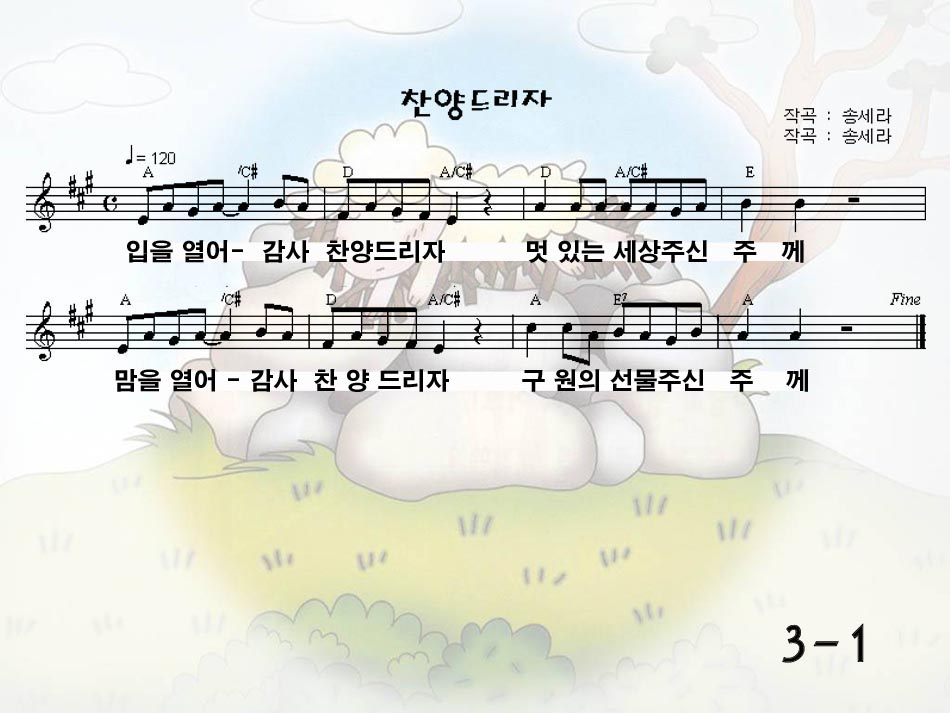 찬양드리자
작곡 : 송세라
작곡 : 송세라
♩= 120
A /C# D A/C# D A/C# E
입을 열어- 감사 찬양드리자 멋 있는 세상주신 주 께
A /C# D A/C# A E7 A Fine
맘을 열어 - 감사 찬 양 드리자 구 원의 선물주신 주 께
3-1